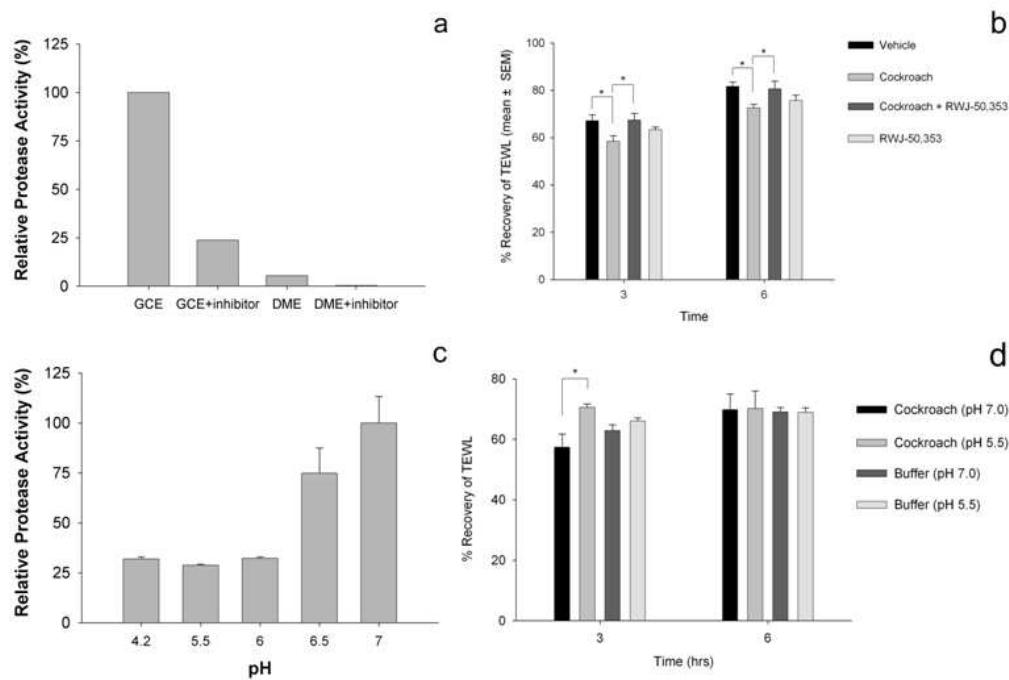 a
Relative Protease Activity (%)
125
100
75
50
25
0
GCE
GCE+inhibitor
DME
DME+inhibitor
b
% Recovery of TEWL (mean ± SEM)
100
80
60
40
20
0
*
*
*
*
3
6
Time
Vehicle
Cockroach
Cockroach + RWJ-50,353
RWJ-50,353
c
Relative Protease Activity (%)
125
100
75
50
25
0
4.2
5.5
6
6.5
7
pH
d
% Recovery of TEWL
80
60
40
20
0
*
3
6
Time (hrs)
Cockroach (pH 7.0)
Cockroach (pH 5.5)
Buffer (pH 7.0)
Buffer (pH 5.5)